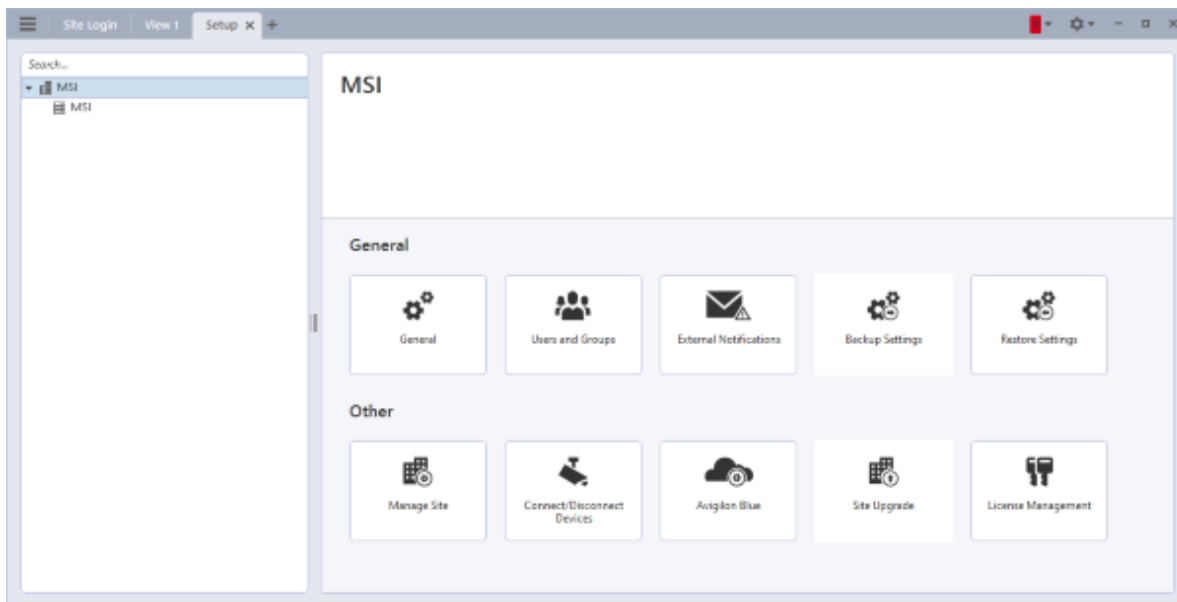 Site Login View 1 Setup
Search...
MSI
MSI
MSI
General
General Users and Groups External Notifications Backup Settings Restore Settings
Other
Manage Site Connect/Disconnect Avigilon Blue Site Upgrade License Management
Devices